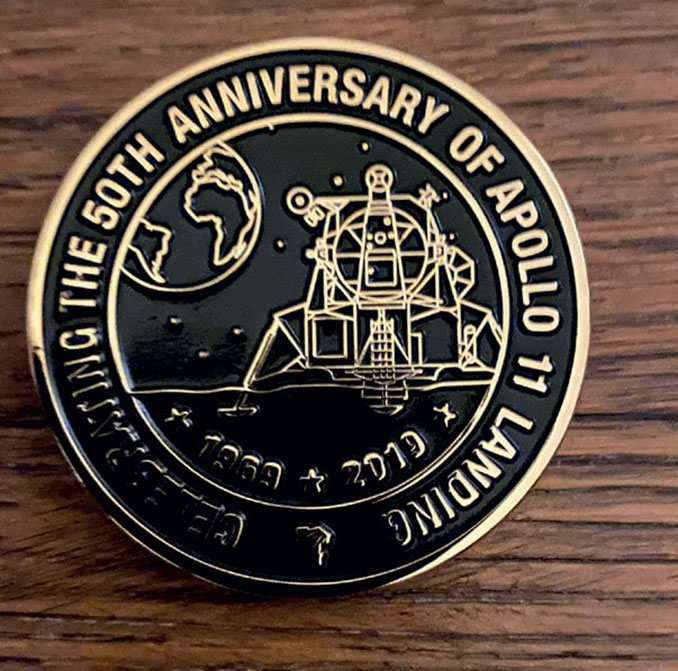 CELEBRATING THE 50TH ANNIVERSARY OF APOLLO 11 LANDING
1969 2019